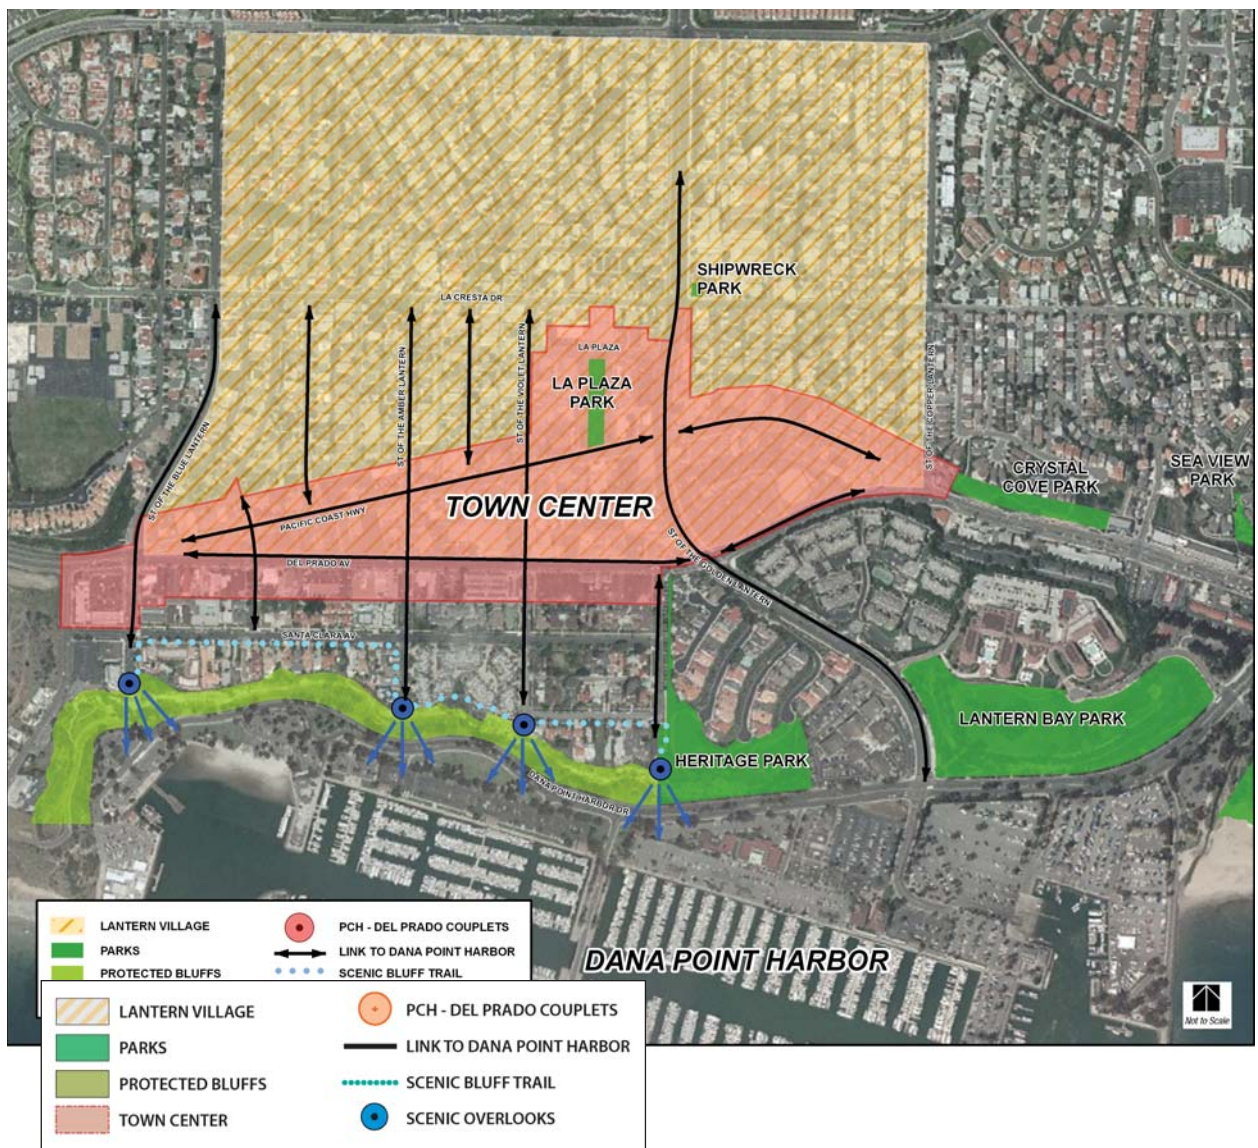 SHIPWRECK
PARK
LA CRESTA DR
LA PLAZA
LA PLAZA
PARK
ST OF THE AMBER LANTERN
ST OF THE VIOLET LANTERN
ST OF THE COPPER LANTERN
ST OF THE BLUE LANTERN
CRYSTAL
COVE PARK
SEA VIEW
PARK
TOWN CENTER
PACIFIC COAST HWY
ST OF THE GOLDEN LANTERN
DEL PRADO AV
SANTA CLARA AV
LANTERN BAY PARK
HERITAGE PARK
DANA POINT HARBOR DR
DANA POINT HARBOR
Not to Scale
LANTERN VILLAGE
PARKS
PROTECTED BLUFFS
PCH - DEL PRADO COUPLETS
LINK TO DANA POINT HARBOR
SCENIC BLUFF TRAIL
LANTERN VILLAGE
PARKS
PROTECTED BLUFFS
TOWN CENTER
PCH - DEL PRADO COUPLETS
LINK TO DANA POINT HARBOR
SCENIC BLUFF TRAIL
SCENIC OVERLOOKS